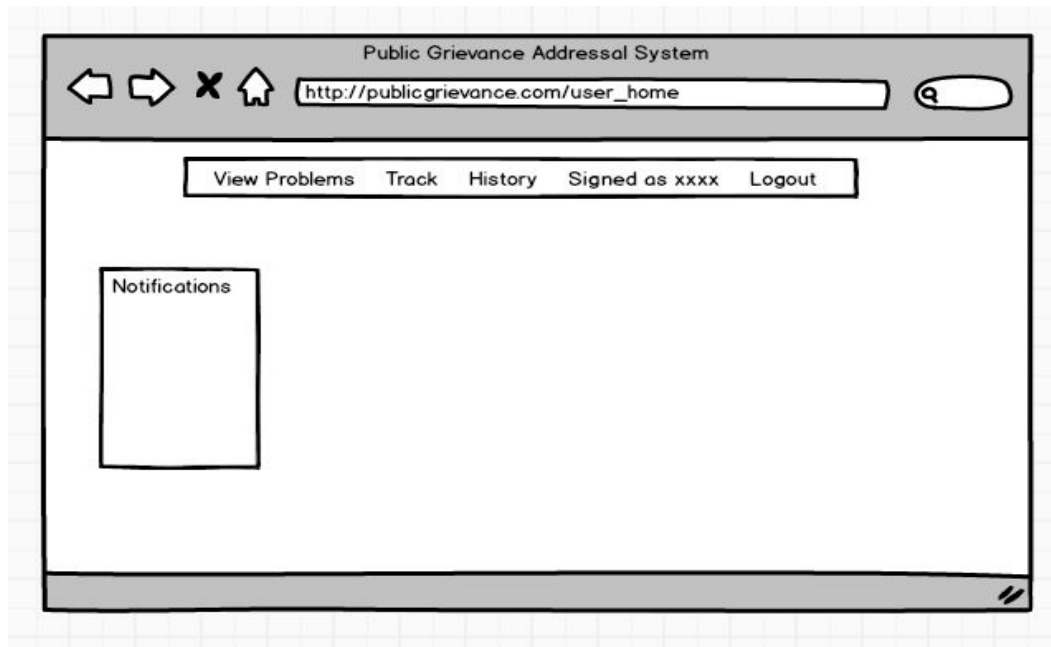 Public Grievance Addressal System
http://publicgrievance.com/user_home
View Problems Track History Signed as xxxx Logout
Notifications